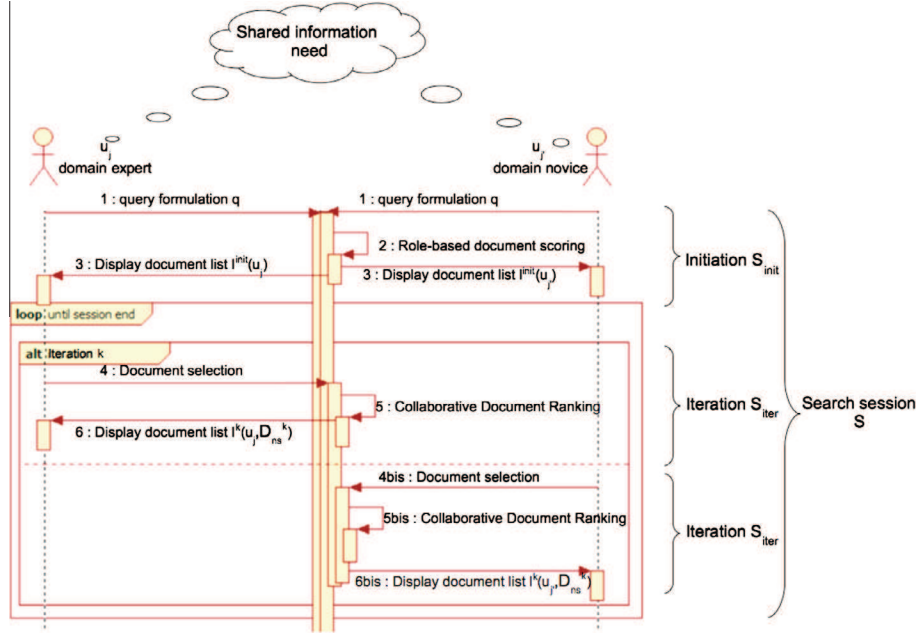 Shared information
need
u_j
domain expert
u_j'
domain novice
1 : query formulation q
1 : query formulation q
2 : Role-based document scoring
3 : Display document list l^init(u_j)
3 : Display document list l^init(u_j')
Initiation S_init
loop until session end
alt Iteration k
4 : Document selection
5 : Collaborative Document Ranking
6 : Display document list l^k(u_j,D_ns^k)
Iteration S_iter
Search session
S
4bis : Document selection
5bis : Collaborative Document Ranking
Iteration S_iter
6bis : Display document list l^k(u_j',D_ns^k)